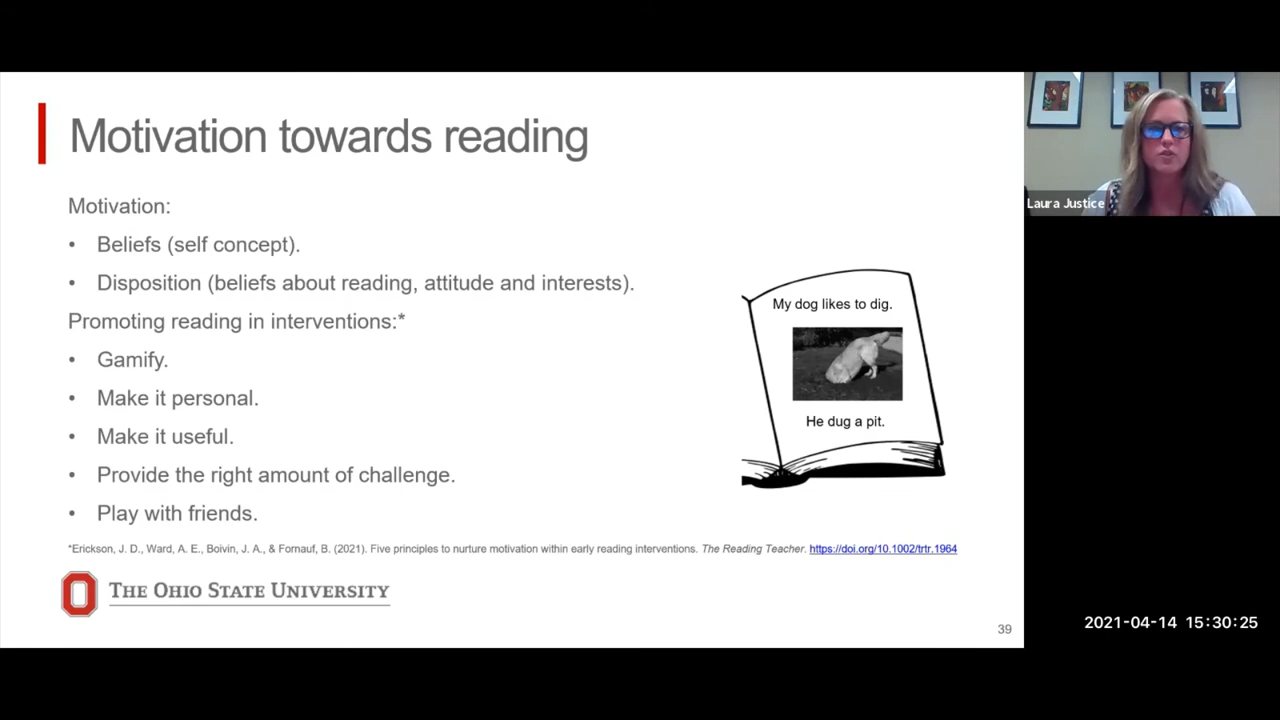 Motivation towards reading
Motivation:
• Beliefs (self concept).
• Disposition (beliefs about reading, attitude and interests).
Promoting reading in interventions:*
• Gamify.
• Make it personal.
• Make it useful.
• Provide the right amount of challenge.
• Play with friends.
My dog likes to dig.
He dug a pit.
*Erickson, J. D., Ward, A. E., Boivin, J. A., & Fornauf, B. (2021). Five principles to nurture motivation within early reading interventions. The Reading Teacher. https://doi.org/10.1002/trtr.1964
THE OHIO STATE UNIVERSITY
39
Laura Justice
2021-04-14 15:30:25